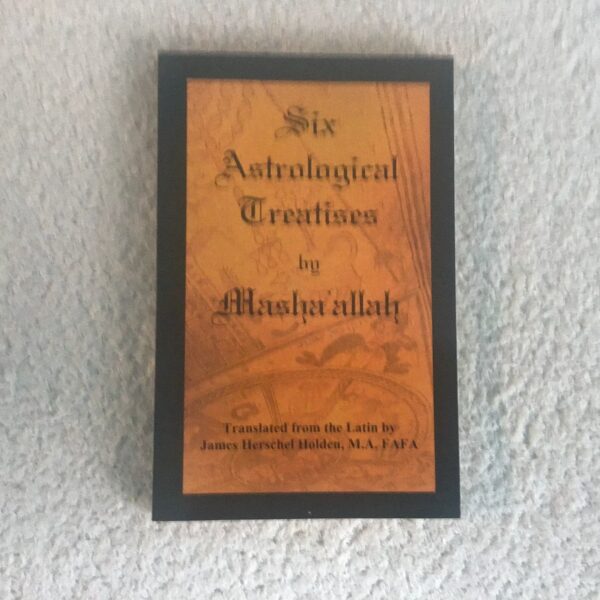 Six
Astrological
Treatises
by
Masha'allah
Translated from the Latin by
James Herschel Holden, M.A, FAFA